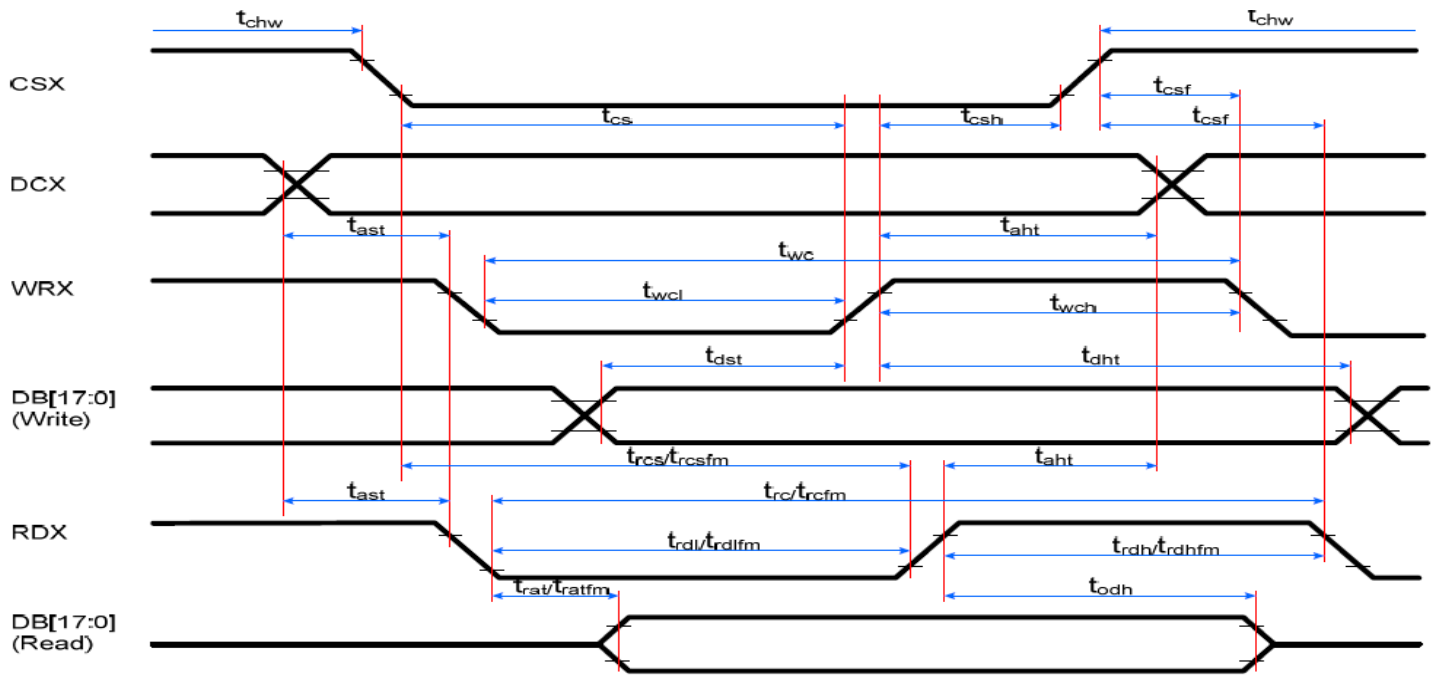 tchw
tchw
CSX
tcsf
tcs
tcsh
tcsf
DCX
tast
taht
twc
WRX
twcl
twch
tdst
tdht
DB[17:0]
(Write)
trcs/trcsfm
taht
tast
trc/trcfm
RDX
trdl/trdlfm
trdh/trdhfm
trat/tratfm
todh
DB[17:0]
(Read)